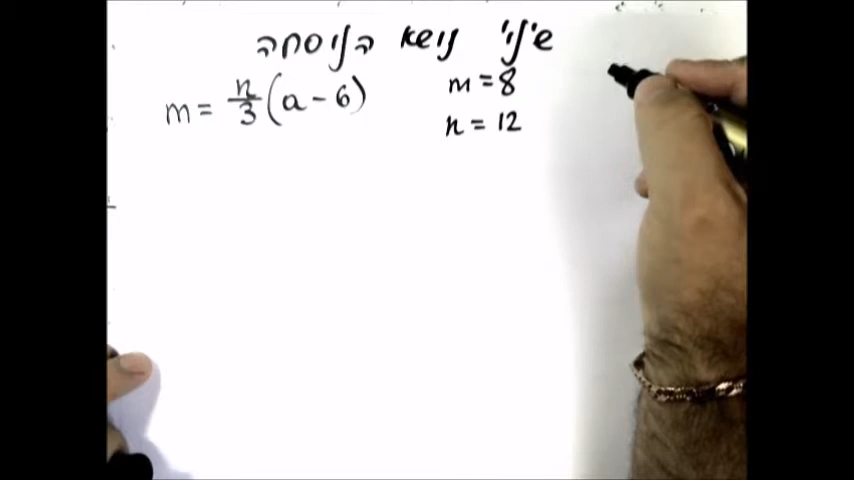 שינוי נושא הנוסחה
m = n/3 (a - 6)
m = 8
n = 12